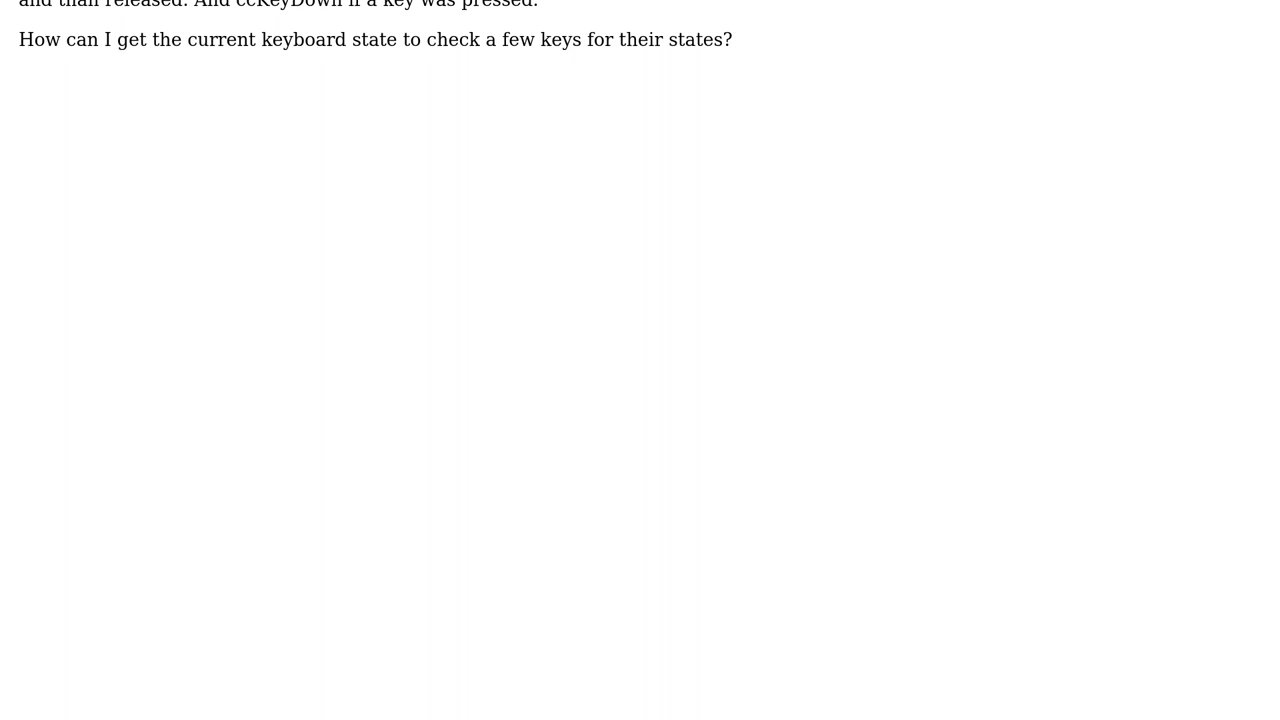 and than released. And ccKeyDown if a key was pressed.
How can I get the current keyboard state to check a few keys for their states?